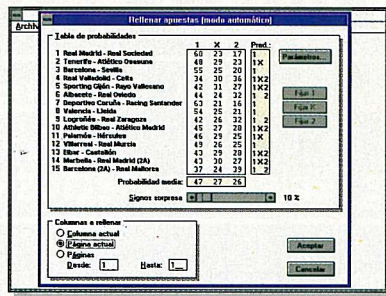 Rellenar apuestas (modo automático)
Archiv
Tabla de probabilidades
1 X 2 Pred.:
1 Real Madrid - Real Sociedad 60 23 17 1
2 Tenerife - Atlético Osasuna 48 29 23 1X
3 Barcelona - Sevilla 55 25 20 1
4 Real Valladolid - Celta 34 30 36 1X2
5 Sporting Gijón - Rayo Vallecano 42 31 27 1X2
6 Albacete - Real Oviedo 44 24 32 1 2
7 Deportivo Coruña - Racing Santander 63 21 16
8 Valencia - Lleida 54 25 21 1
9 Logroñés - Real Zaragoza 42 26 32 1 2
10 Athletic Bilbao - Atlético Madrid 45 27 28 1X2
11 Palamós - Hércules 46 29 25 1X
12 Villarreal - Real Murcia 49 26 25 1
13 Eibar - Castellón 43 29 28 1X2
14 Marbella - Real Madrid (2A) 43 30 27 1X2
15 Barcelona (2A) - Real Mallorca 37 24 39 1 2
Probabilidad media: 47 27 26
Signos sorpresa 10 %
Parámetros...
Fijar 1
Fijar X
Fijar 2
Columnas a rellenar
Columna actual
Página actual
Páginas
Desde: 1 Hasta: 1
Aceptar
Cancelar